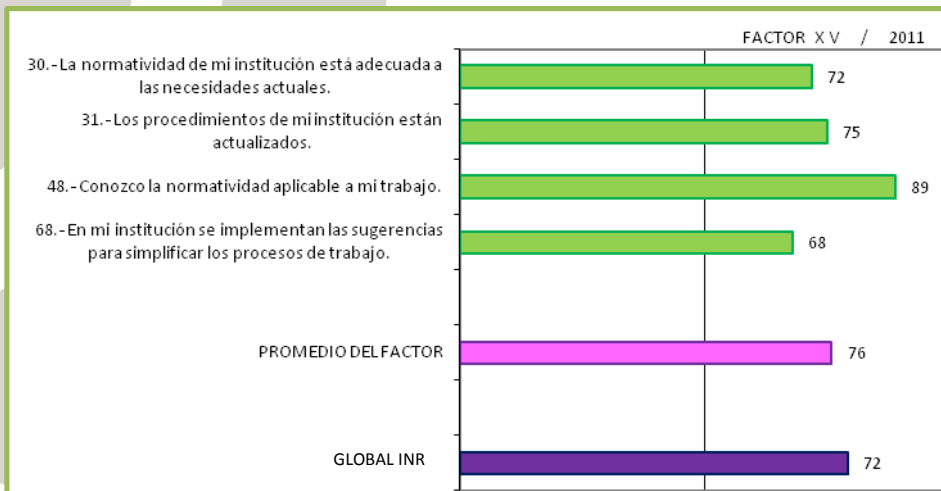 FACTOR X V / 2011
30.-La normatividad de mi institución está adecuada a
las necesidades actuales.
72
31.-Los procedimientos de mi institución están
actualizados.
75
48.-Conozco la normatividad aplicable a mi trabajo.
89
68.-En mi institución se implementan las sugerencias
para simplificar los procesos de trabajo.
68
PROMEDIO DEL FACTOR
76
GLOBAL INR
72